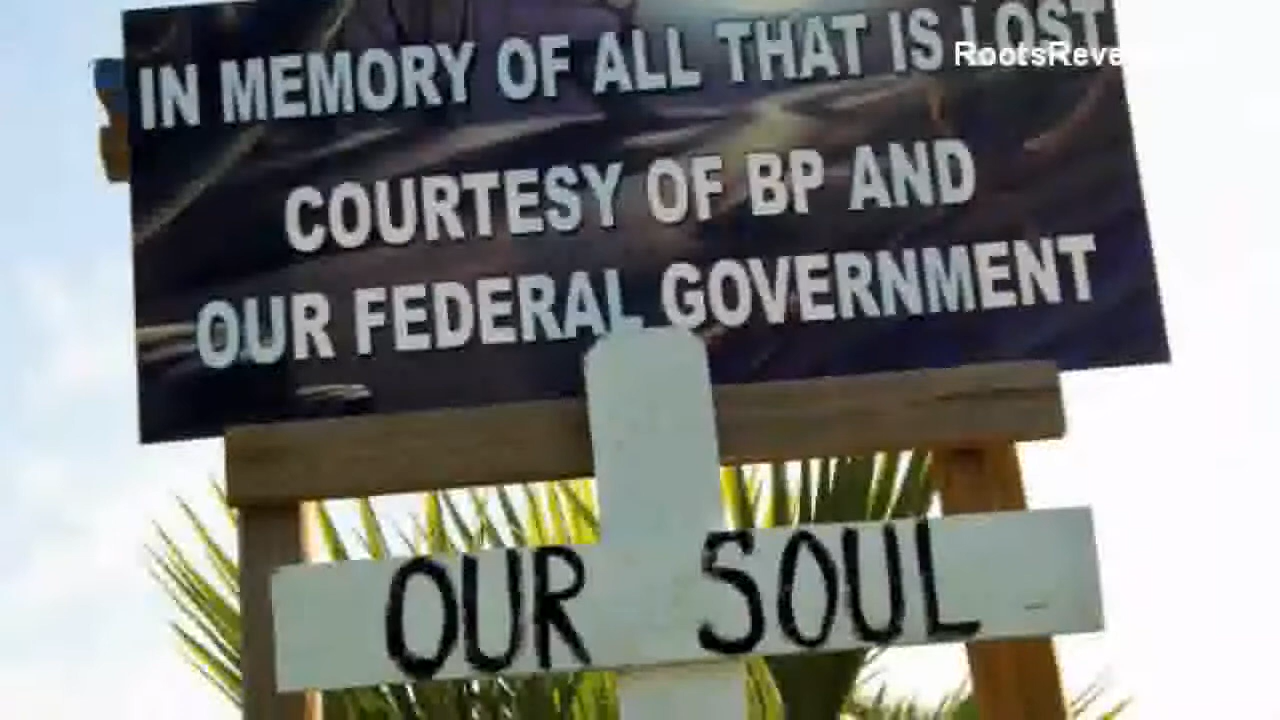 IN MEMORY OF ALL THAT IS LOST
COURTESY OF BP AND
OUR FEDERAL GOVERNMENT
OUR SOUL